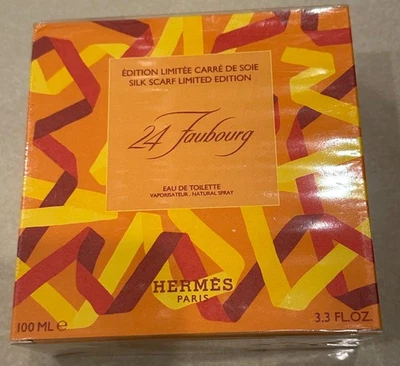 ÉDITION LIMITÉE CARRÉ DE SOIE
SILK SCARF LIMITED EDITION
24 Faubourg
EAU DE TOILETTE
VAPORISATEUR . NATURAL SPRAY
HERMÈS
PARIS
100 ML ℮
3.3 FL.OZ.